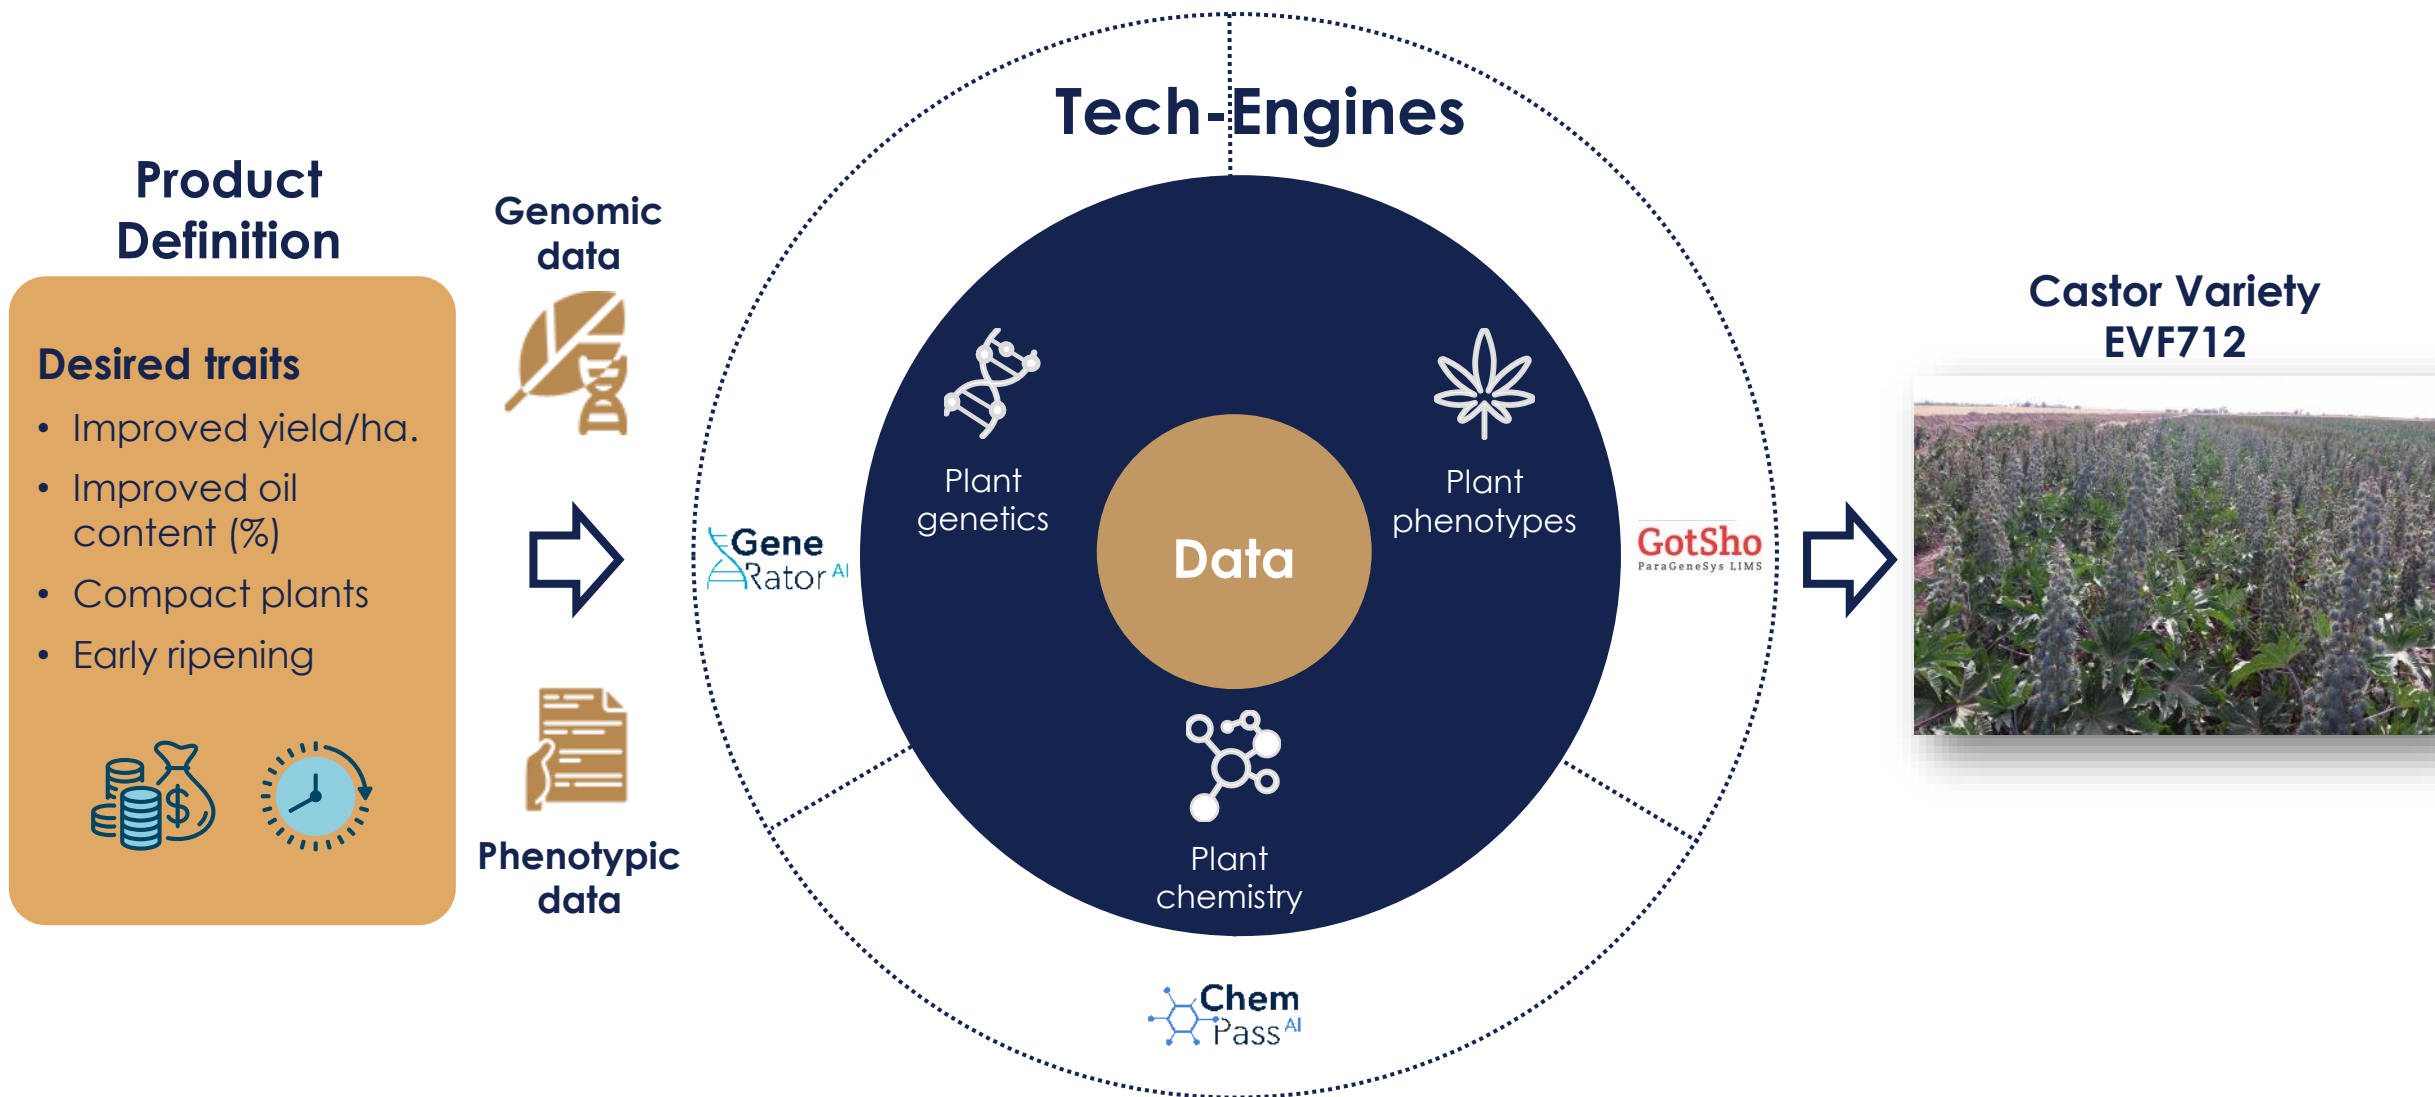 Product
Definition
Desired traits
• Improved yield/ha.
• Improved oil
content (%)
• Compact plants
• Early ripening
$
Genomic
data
Phenotypic
data
Tech-Engines
Plant
genetics
Plant
phenotypes
Data
Plant
chemistry
Gene
Rator AI
GotSho
ParaGeneSys LIMS
Chem
Pass AI
Castor Variety
EVF712